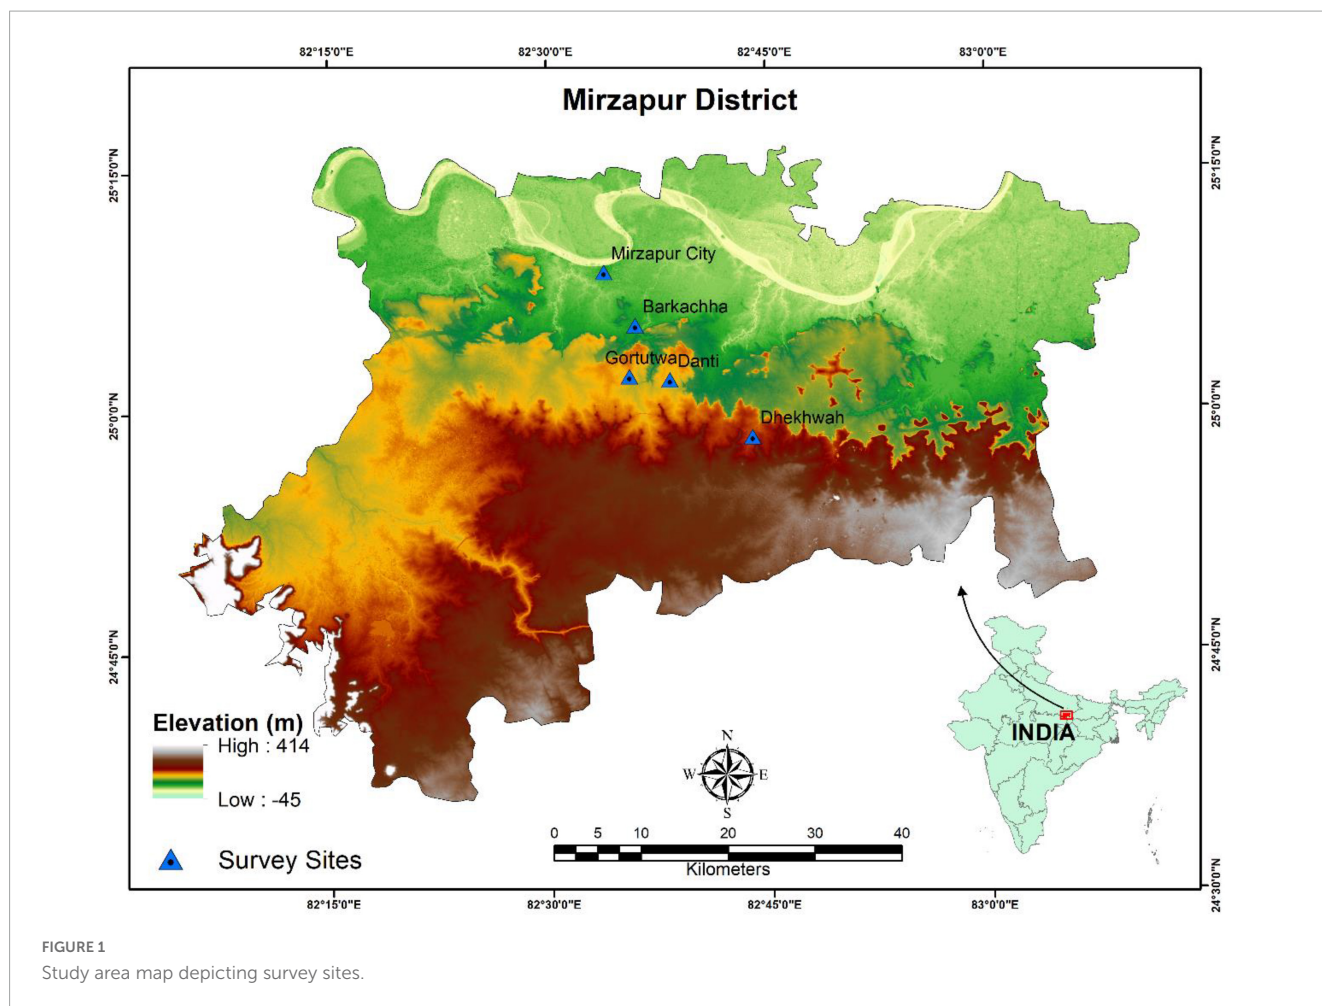 82°15'0"E 82°30'0"E 82°45'0"E 83°0'0"E
Mirzapur District
25°15'0"N
25°15'0"N
Mirzapur City
Barkachha
Gortutwa Danti
25°0'0"N
25°0'0"N
Dhekhwah
24°45'0"N
24°45'0"N
Elevation (m)
High : 414
Low : -45
INDIA
N
W E
S
0 5 10 20 30 40
Kilometers
Survey Sites
24°30'0"N
82°15'0"E 82°30'0"E 82°45'0"E 83°0'0"E
FIGURE 1
Study area map depicting survey sites.